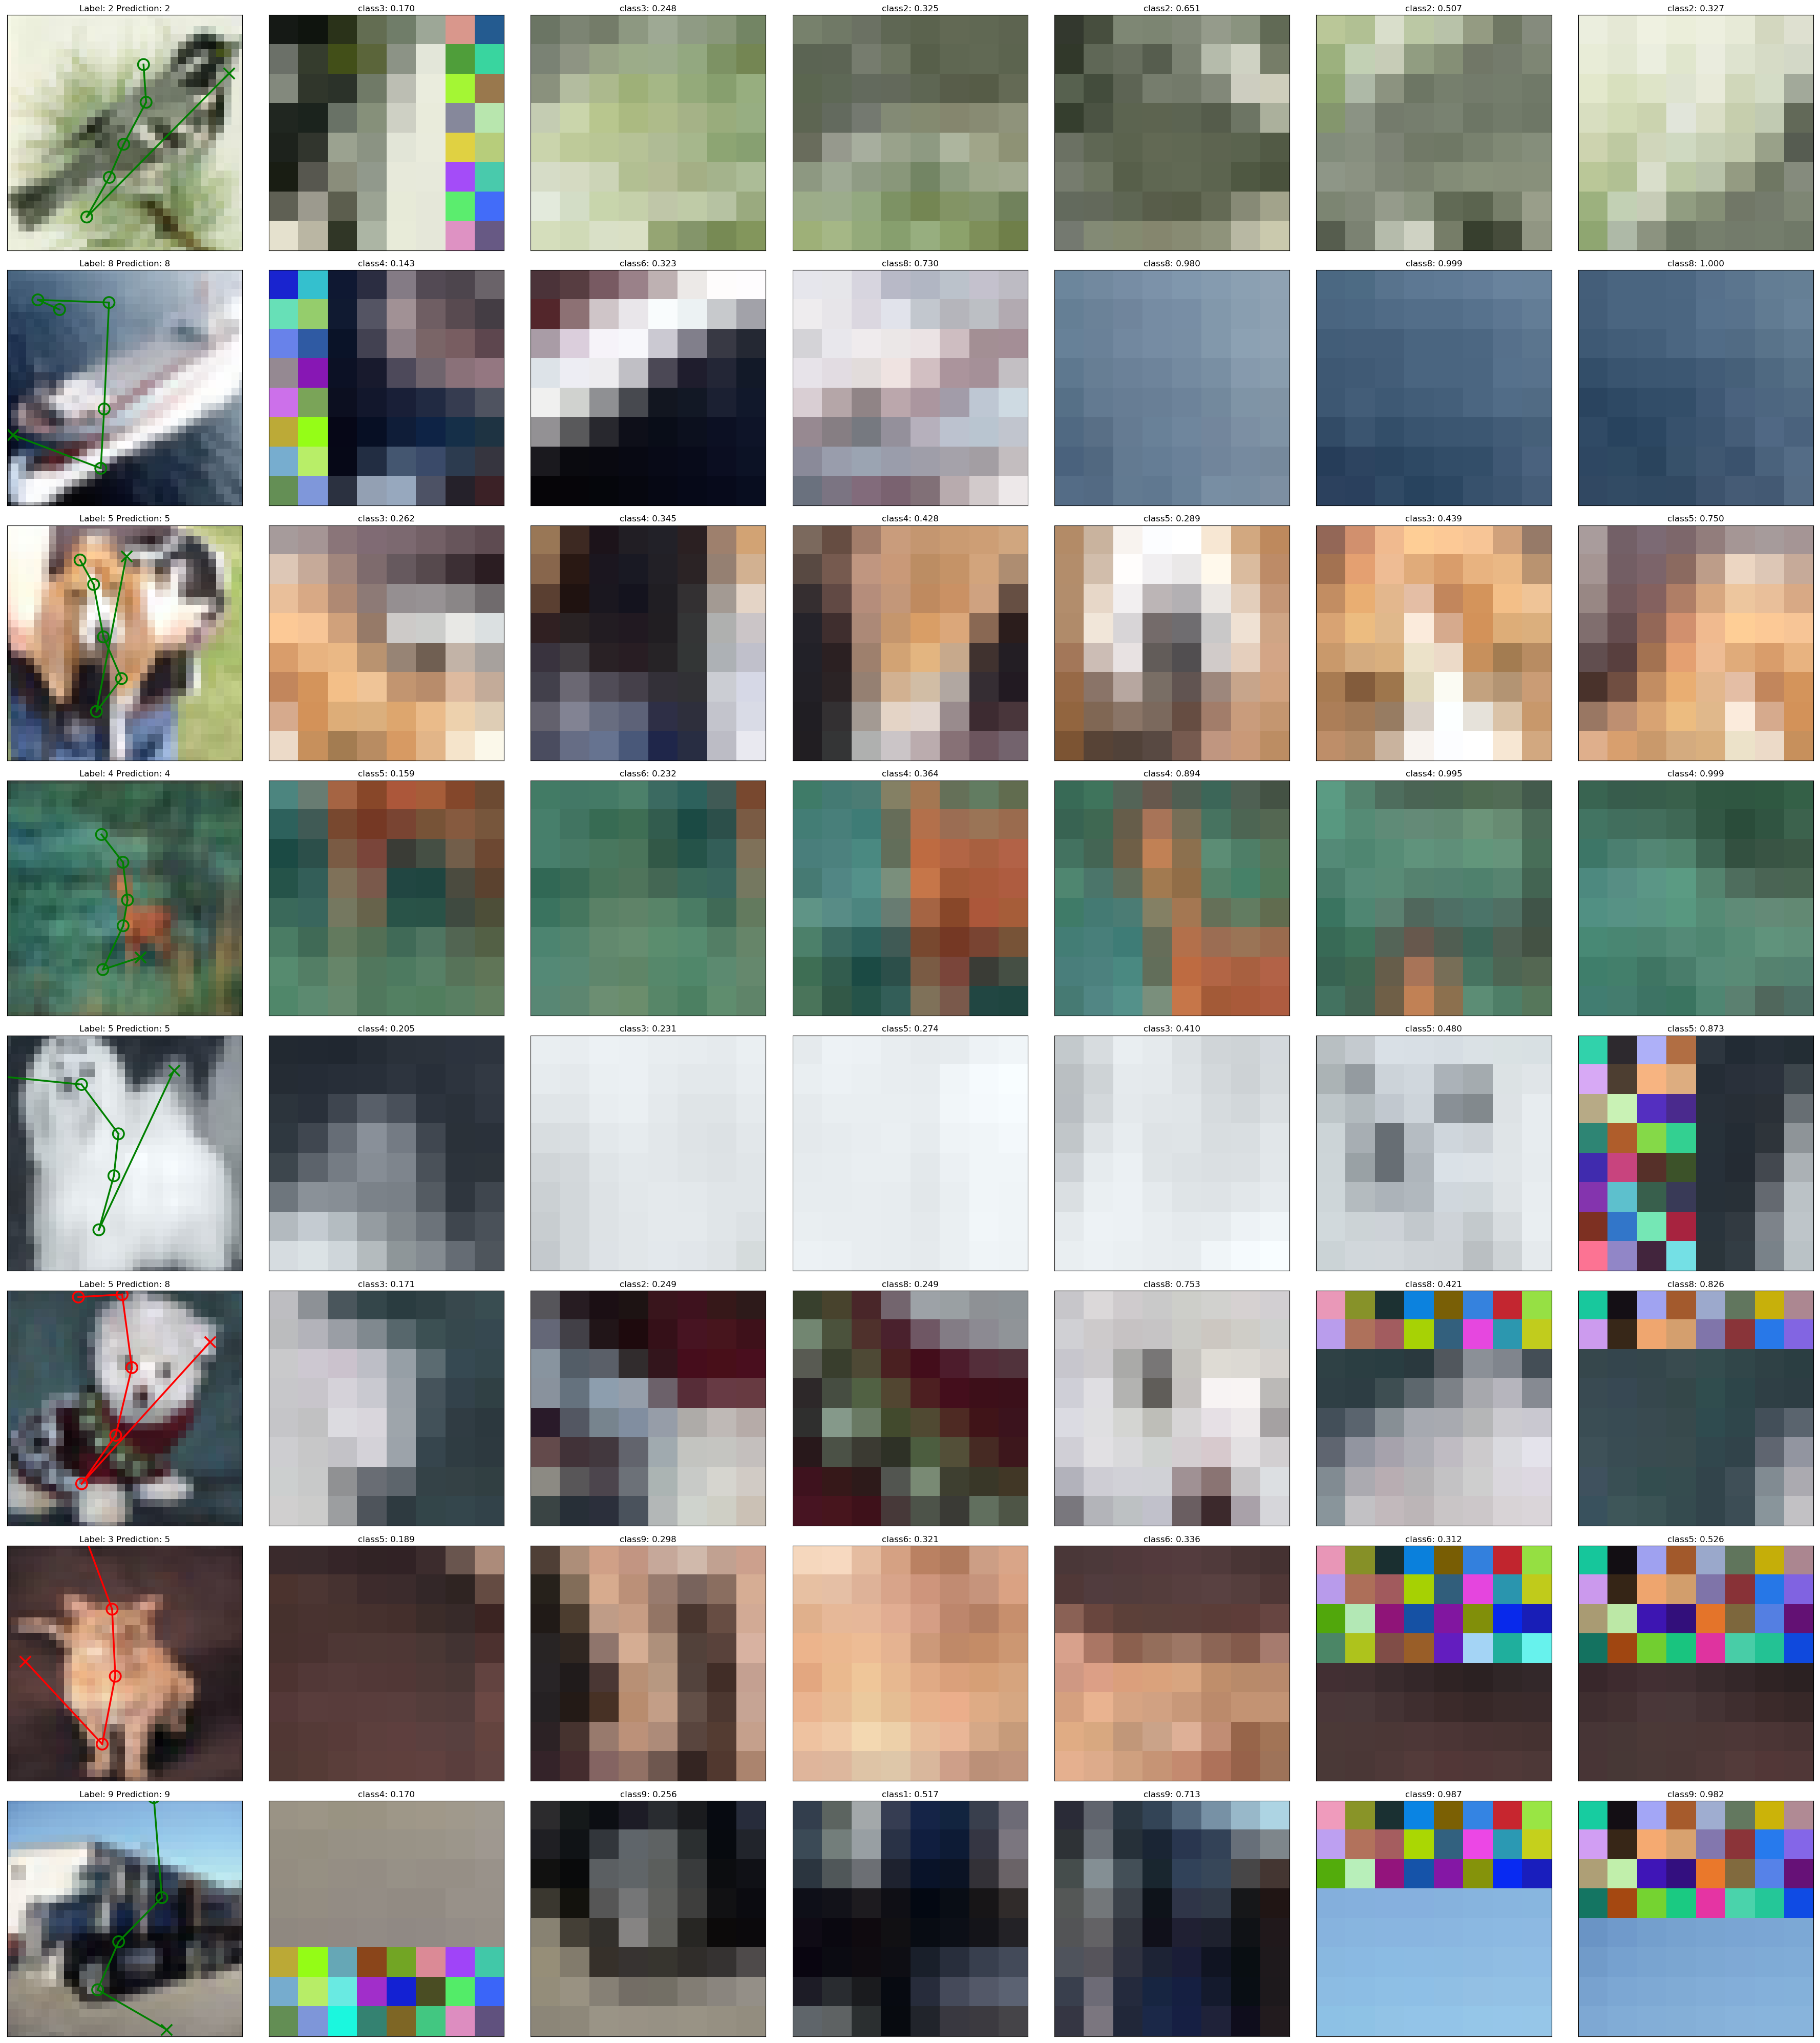 Label: 2 Prediction: 2 class3: 0.170 class3: 0.248 class2: 0.325 class2: 0.651 class2: 0.507 class2: 0.327
Label: 8 Prediction: 8 class4: 0.143 class6: 0.323 class8: 0.730 class8: 0.980 class8: 0.999 class8: 1.000
Label: 5 Prediction: 5 class3: 0.262 class4: 0.345 class4: 0.428 class5: 0.289 class3: 0.439 class5: 0.750
Label: 4 Prediction: 4 class5: 0.159 class6: 0.232 class4: 0.364 class4: 0.894 class4: 0.995 class4: 0.999
Label: 5 Prediction: 5 class4: 0.205 class3: 0.231 class5: 0.274 class3: 0.410 class5: 0.480 class5: 0.873
Label: 5 Prediction: 8 class3: 0.171 class2: 0.249 class8: 0.249 class8: 0.753 class8: 0.421 class8: 0.826
Label: 3 Prediction: 5 class5: 0.189 class9: 0.298 class6: 0.321 class6: 0.336 class6: 0.312 class5: 0.526
Label: 9 Prediction: 9 class4: 0.170 class9: 0.256 class1: 0.517 class9: 0.713 class9: 0.987 class9: 0.982